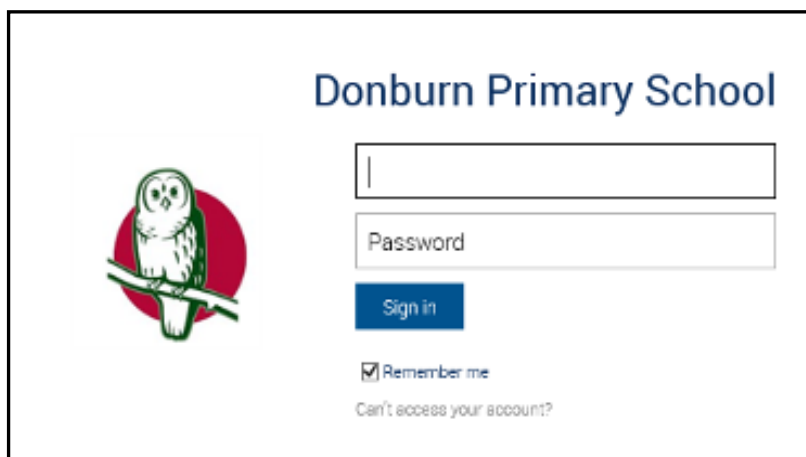 Donburn Primary School
Password
Sign in
Remember me
Can't access your account?